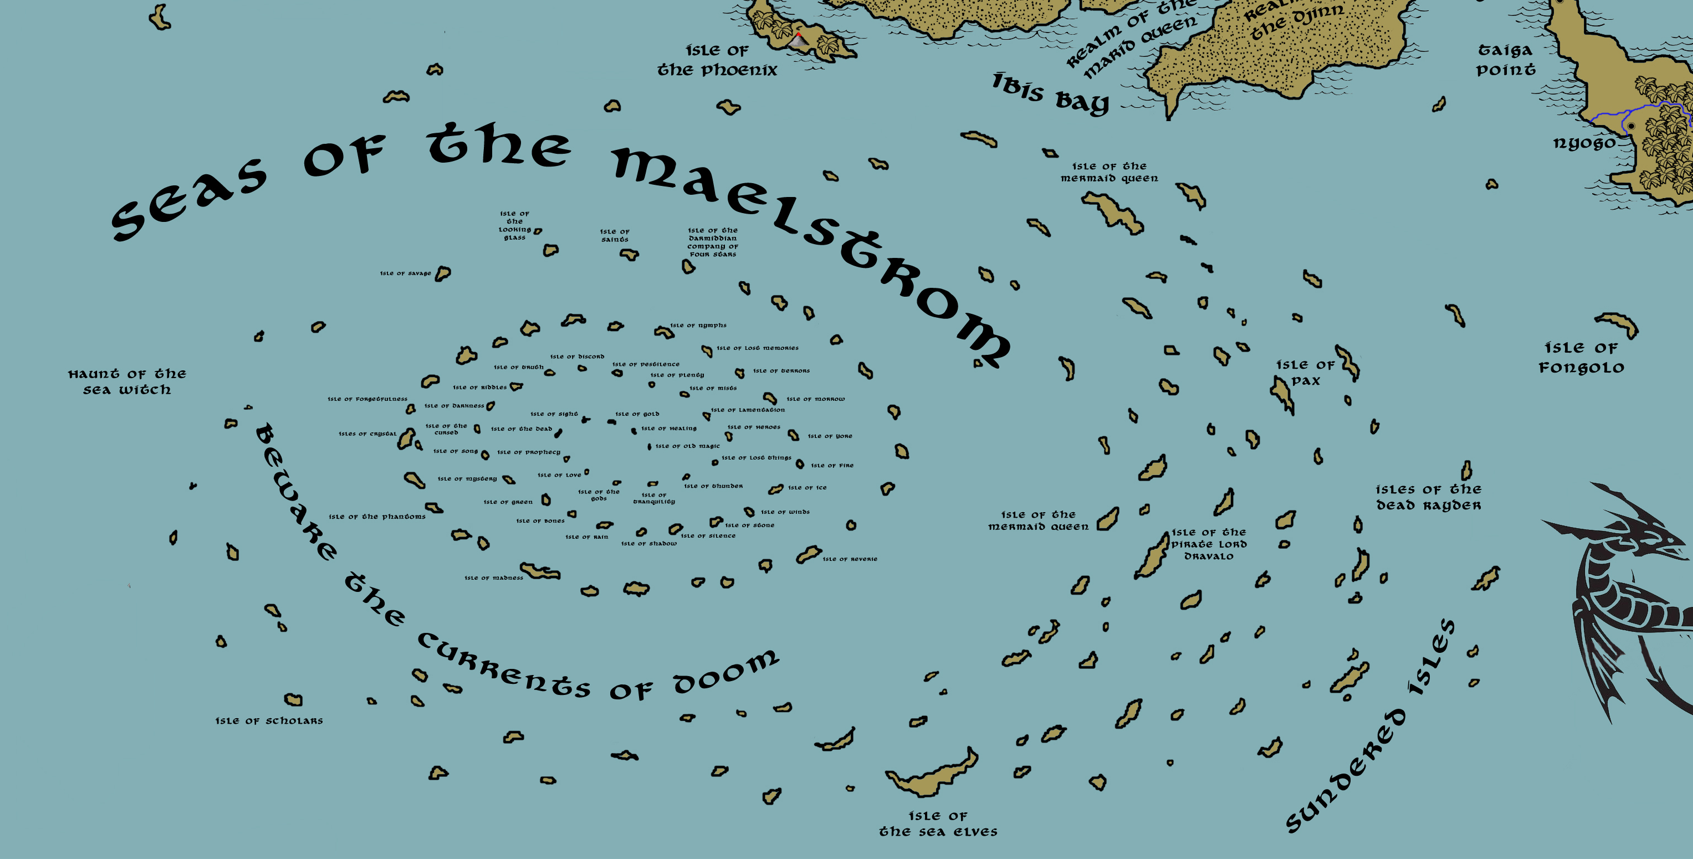 Realm of the
Marid Queen
Realm
the Djinn
Isle of
the Phoenix
Ibis Bay
Taiga
Point
Nyogo
Seas of the Maelstrom
Isle of the
Mermaid Queen
Isle of
the
Looking
Glass
Isle of
Saints
Isle of the
Darmiddian
Company of
Four Stars
Isle of Savage
Isle of Nymphs
Isle of Lost Memories
Isle of Discord
Isle of Truth
Isle of Pestilence
Isle of Plenty
Isle of Demons
Isle of Riddles
Isle of Mists
Isle of Forgetfulness
Isle of Darkness
Isle of Morrow
Isle of Sight
Isle of Gold
Isle of Lamentation
Isles of Crystal
Isle of the
Cursed
Isle of the Dead
Isle of Healing
Isle of Heroes
Isle of Yore
Isle of Song
Isle of Prophecy
Isle of Old Magic
Isle of Lost Things
Isle of Fire
Isle of Mystery
Isle of Love
Isle of Thunder
Isle of Ice
Isle of Green
Isle of the
Gods
Isle of
Tranquility
Isle of the Phantoms
Isle of Bones
Isle of Winds
Isle of Stone
Isle of Rain
Isle of Shadow
Isle of Silence
Isle of Reverie
Isle of Madness
Haunt of the
Sea Witch
Beware the Currents of Doom
Isle of Scholars
Isle of
Pax
Isle of
Fongolo
Isles of the
Dead Rayder
Isle of the
Mermaid Queen
Isle of the
Pirate Lord
Dravalo
Sundered Isles
Isle of
the Sea Elves